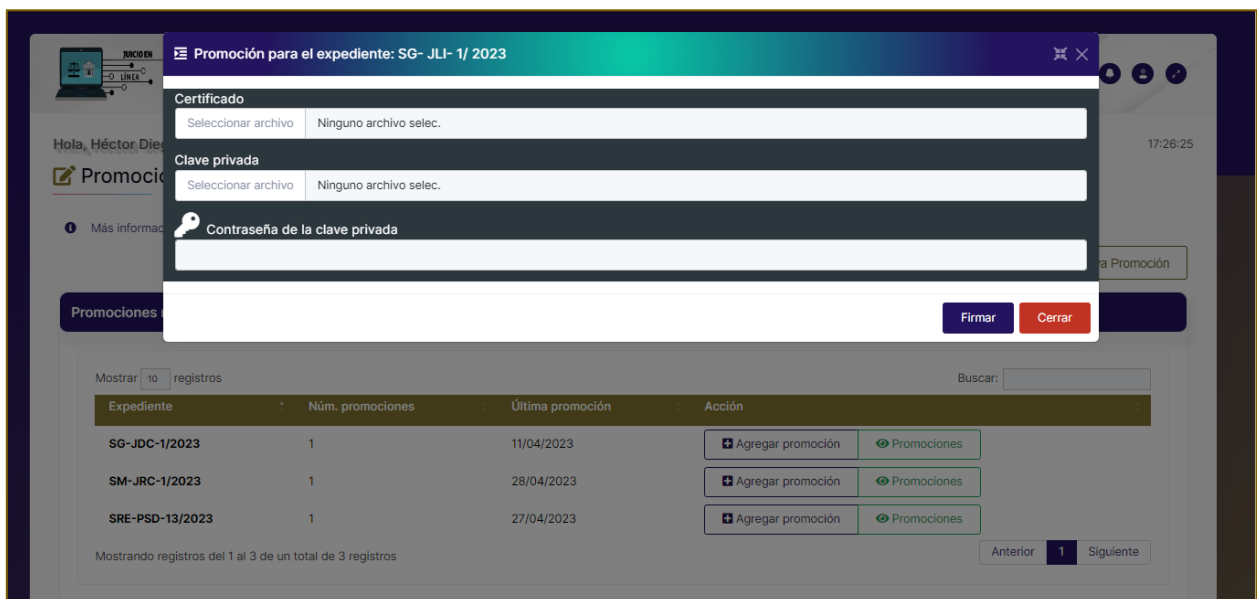 JUICIO EN
LÍNEA
Promoción para el expediente: SG- JLI- 1/ 2023
Certificado
Seleccionar archivo Ninguno archivo selec.
Hola, Héctor Die
17:26:25
Clave privada
Promoci
Seleccionar archivo Ninguno archivo selec.
Más informac
Contraseña de la clave privada
a Promoción
Promociones
Firmar Cerrar
Mostrar 10 registros Buscar:
Expediente Núm. promociones Última promoción Acción
SG-JDC-1/2023 1 11/04/2023 Agregar promoción Promociones
SM-JRC-1/2023 1 28/04/2023 Agregar promoción Promociones
SRE-PSD-13/2023 1 27/04/2023 Agregar promoción Promociones
Mostrando registros del 1 al 3 de un total de 3 registros Anterior 1 Siguiente